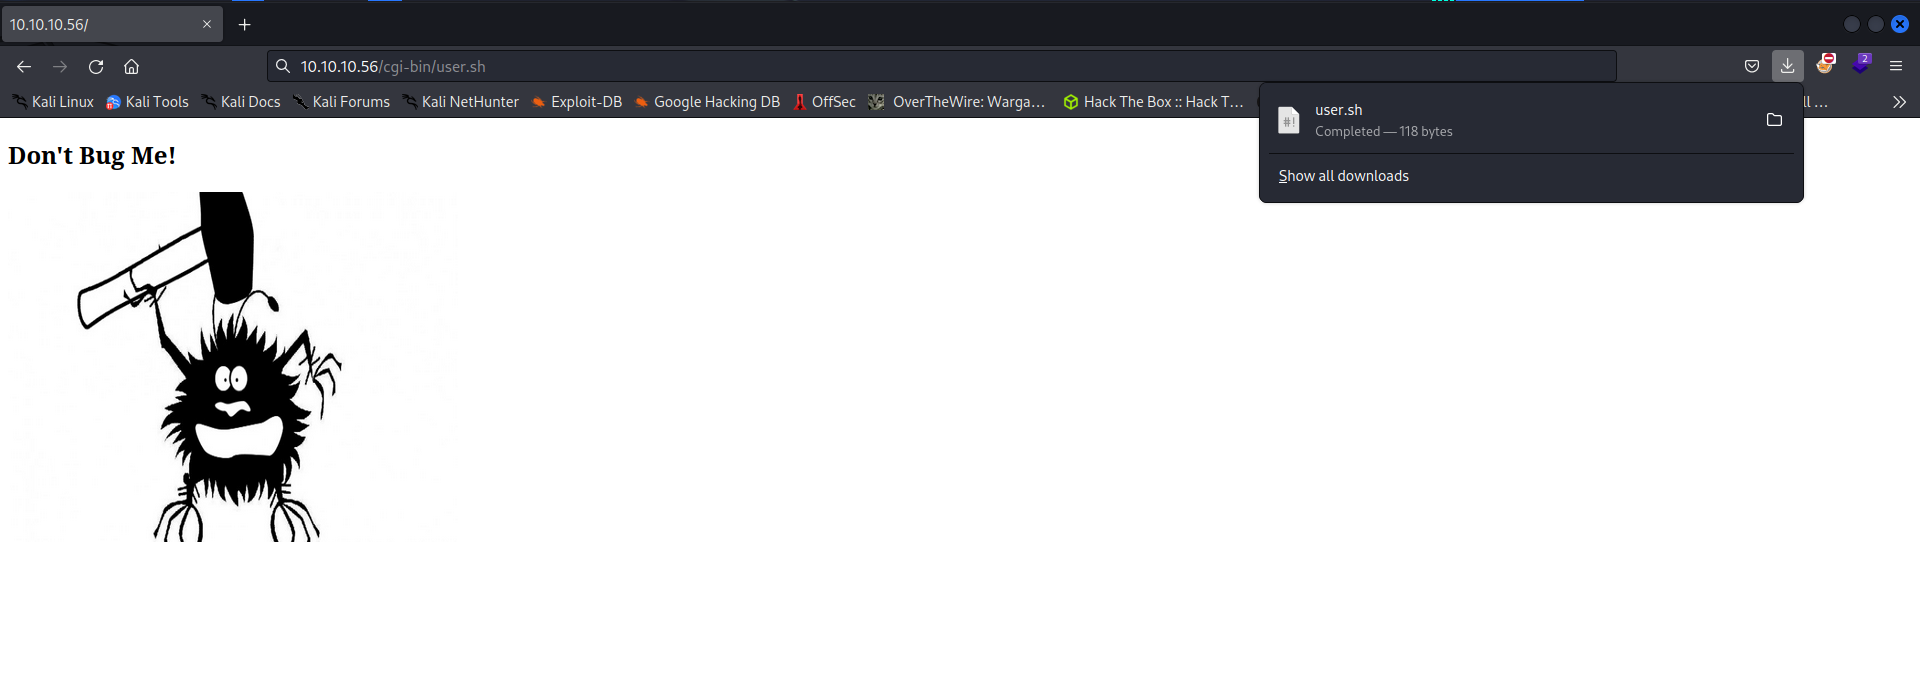 10.10.10.56/
10.10.10.56/cgi-bin/user.sh
2
Kali Linux Kali Tools Kali Docs Kali Forums Kali NetHunter Exploit-DB Google Hacking DB OffSec OverTheWire: Warga… Hack The Box :: Hack T… ll …
user.sh
#!
Completed — 118 bytes
Show all downloads
Don't Bug Me!